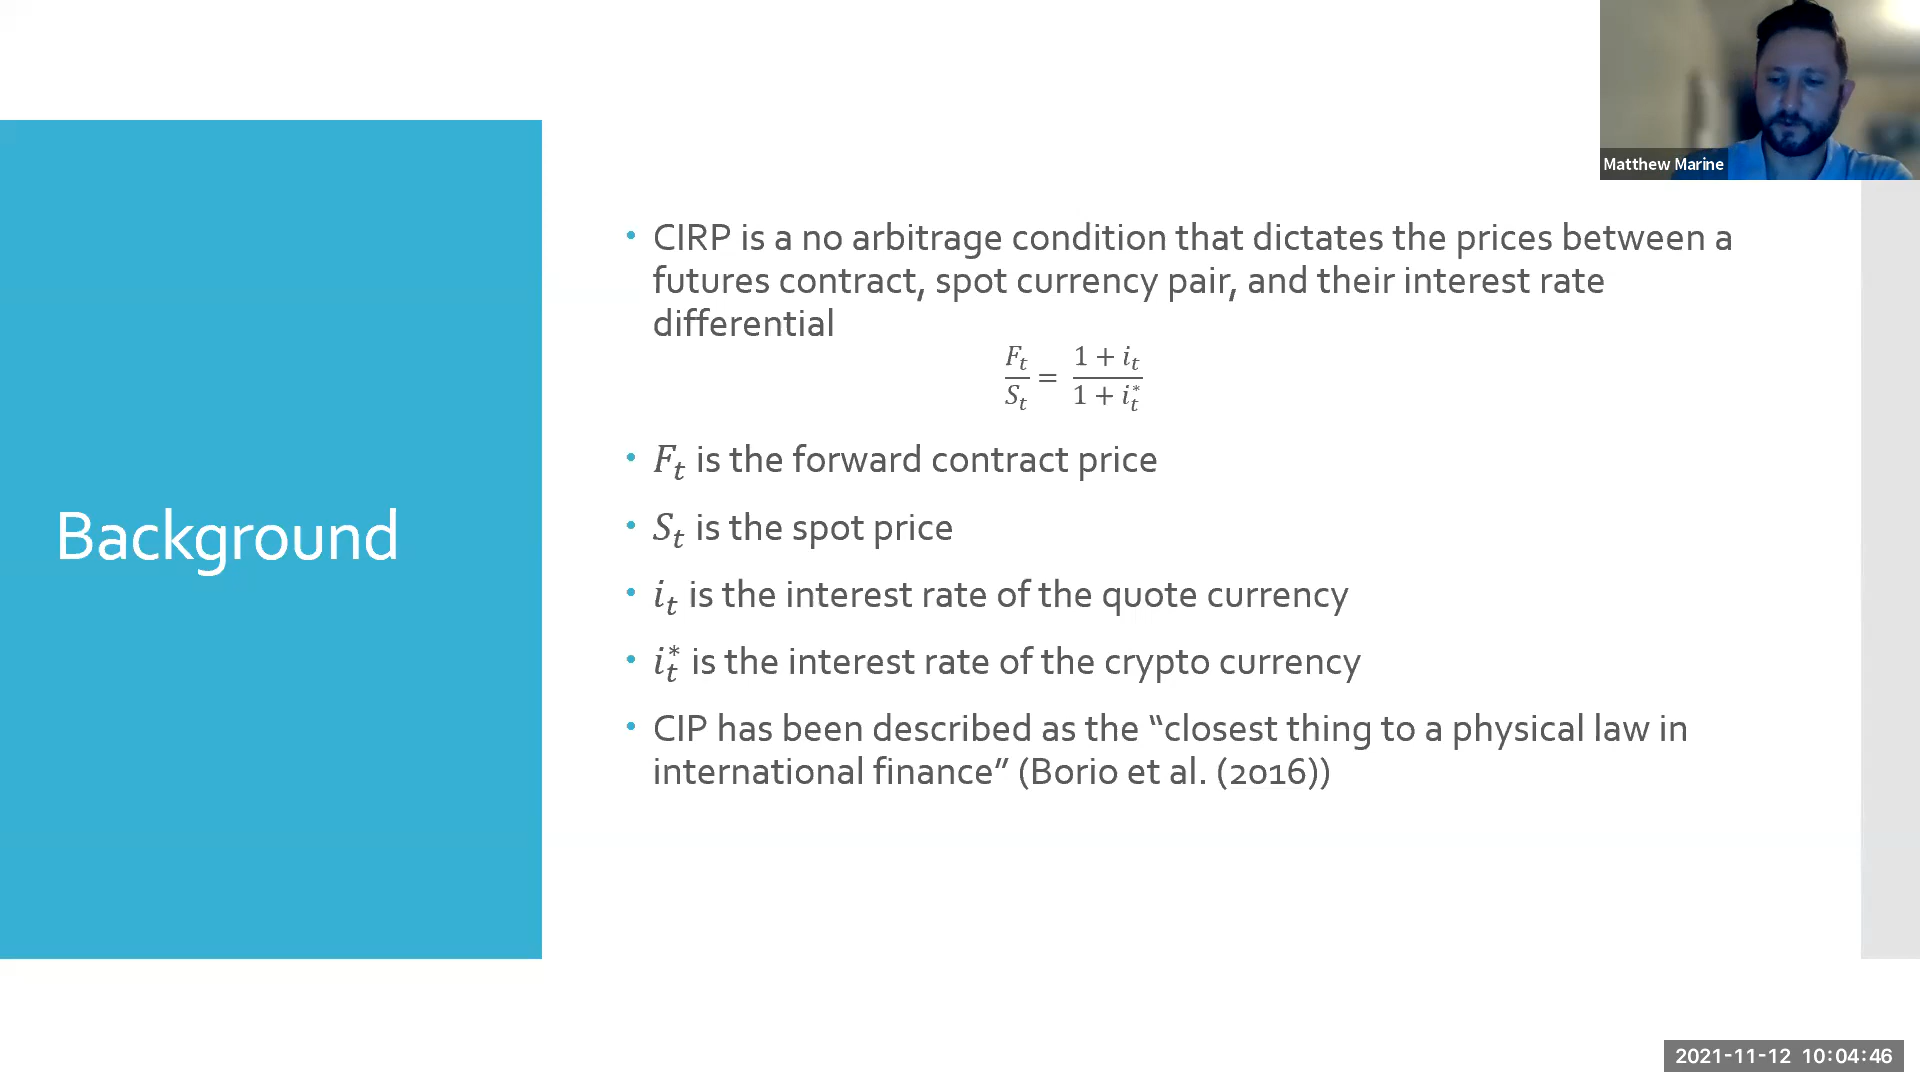 Matthew Marine
Background
• CIRP is a no arbitrage condition that dictates the prices between a
futures contract, spot currency pair, and their interest rate
differential
F_t / S_t = (1 + i_t) / (1 + i_t^*)
• F_t is the forward contract price
• S_t is the spot price
• i_t is the interest rate of the quote currency
• i_t^* is the interest rate of the crypto currency
• CIP has been described as the “closest thing to a physical law in
international finance” (Borio et al. (2016))
2021-11-12 10:04:46